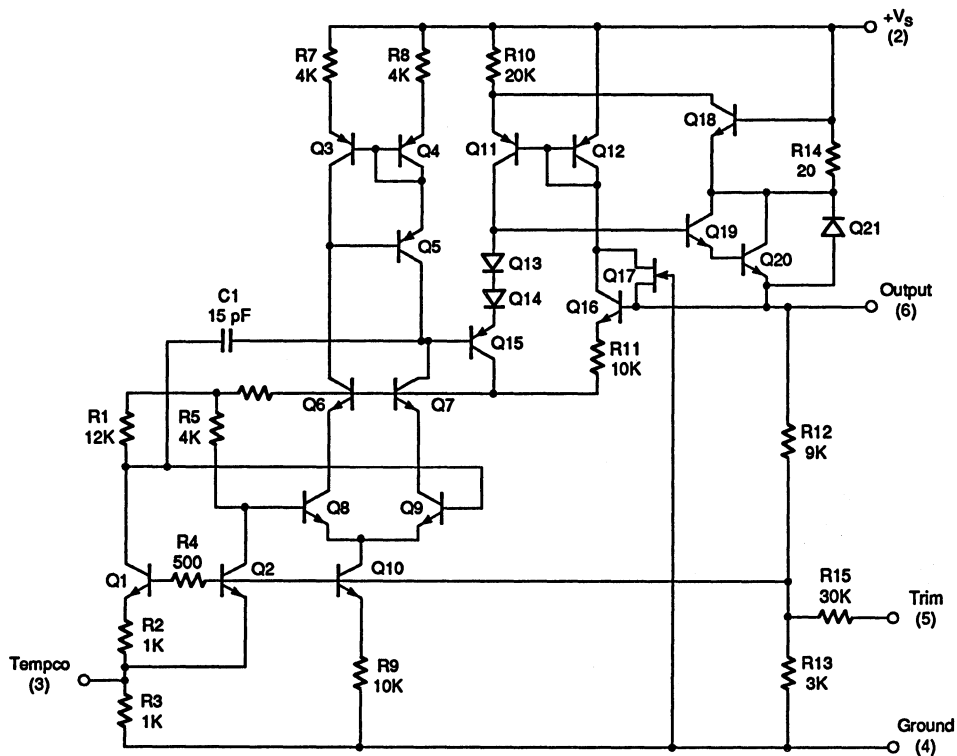 +VS
(2)
R7
4K
R8
4K
R10
20K
Q3
Q4
Q11
Q12
Q18
R14
20
Q5
Q13
Q14
Q19
Q20
Q21
Q17
Q16
Output
(6)
C1
15 pF
Q15
R11
10K
R1
12K
R5
4K
Q6
Q7
R12
9K
Q8
Q9
R4
500
Q1
Q2
Q10
R15
30K
Trim
(5)
R2
1K
Tempco
(3)
R3
1K
R9
10K
R13
3K
Ground
(4)